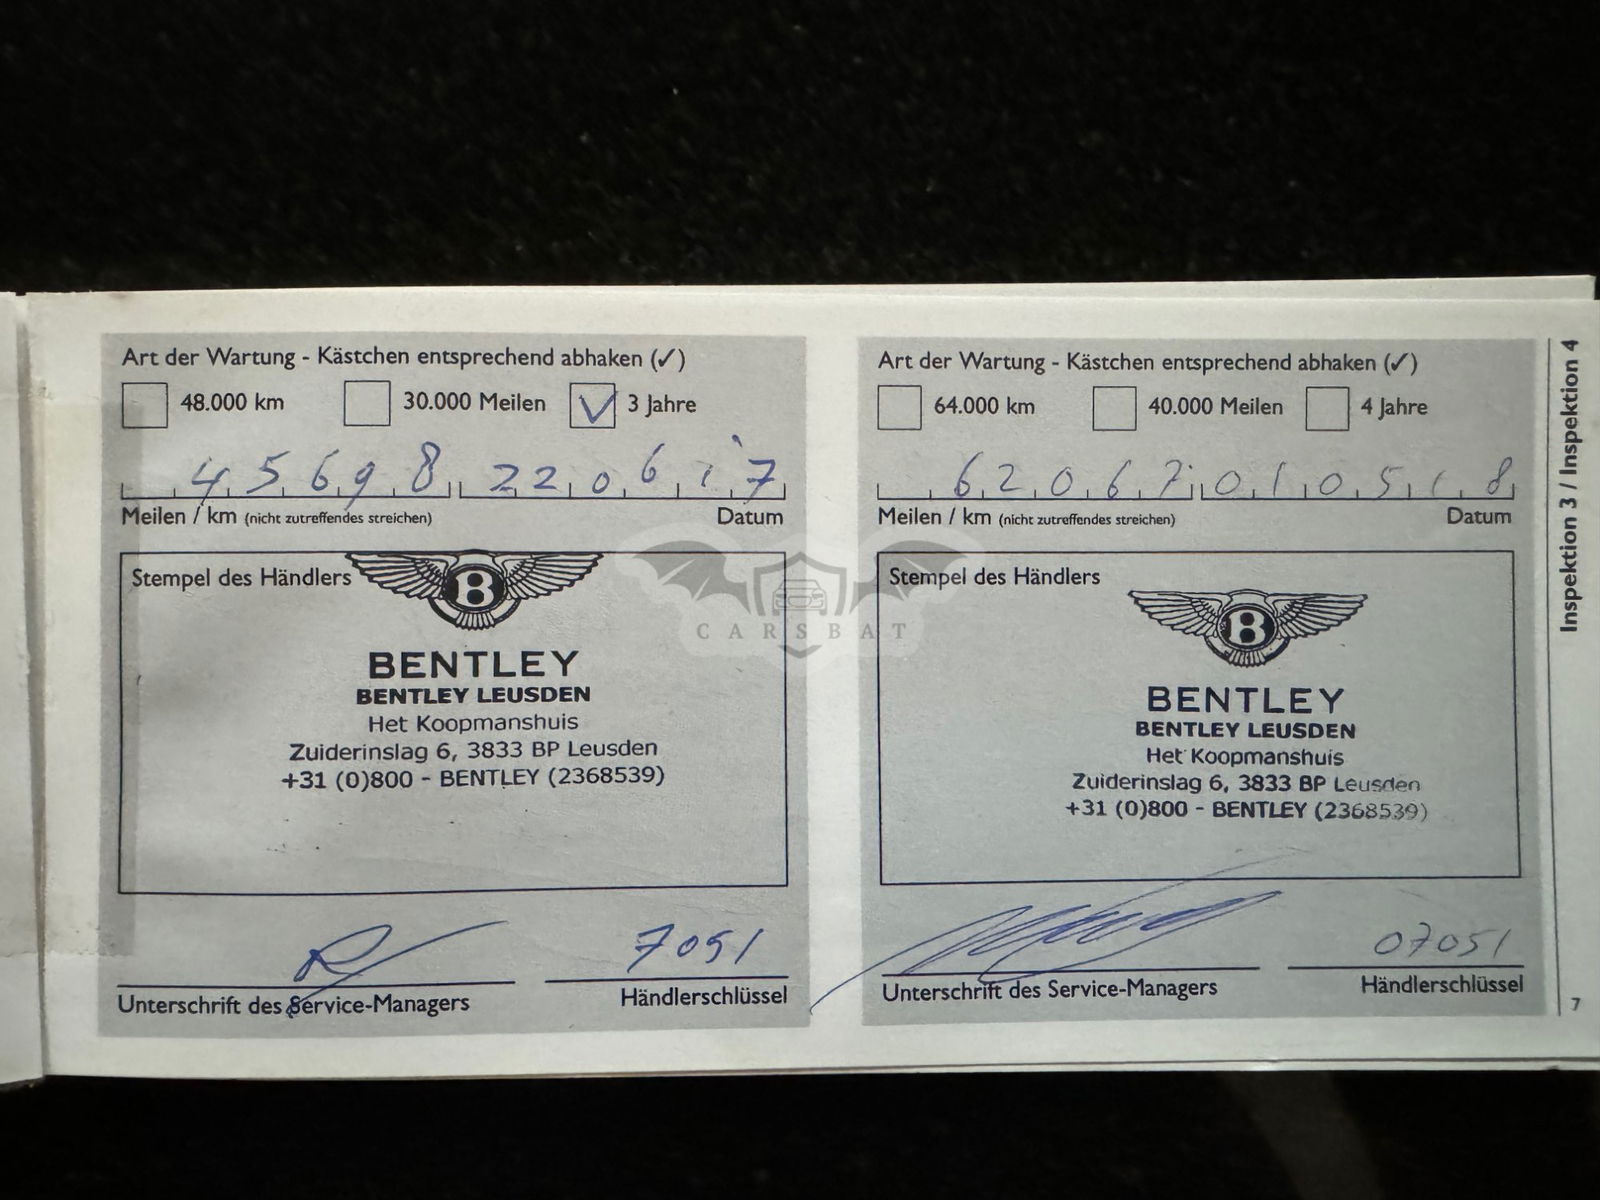 Art der Wartung - Kästchen entsprechend abhaken (✓)
48.000 km 30.000 Meilen 3 Jahre
45698 220617
Meilen / km (nicht zutreffendes streichen) Datum
Stempel des Händlers
B
BENTLEY
BENTLEY LEUSDEN
Het Koopmanshuis
Zuiderinslag 6, 3833 BP Leusden
+31 (0)800 - BENTLEY (2368539)
7051
Unterschrift des Service-Managers Händlerschlüssel
Art der Wartung - Kästchen entsprechend abhaken (✓)
64.000 km 40.000 Meilen 4 Jahre
62067 010518
Meilen / km (nicht zutreffendes streichen) Datum
Stempel des Händlers
B
BENTLEY
BENTLEY LEUSDEN
Het Koopmanshuis
Zuiderinslag 6, 3833 BP Leusden
+31 (0)800 - BENTLEY (2368539)
07051
Unterschrift des Service-Managers Händlerschlüssel
Inspektion 3 / Inspektion 4
7
CARSBAT